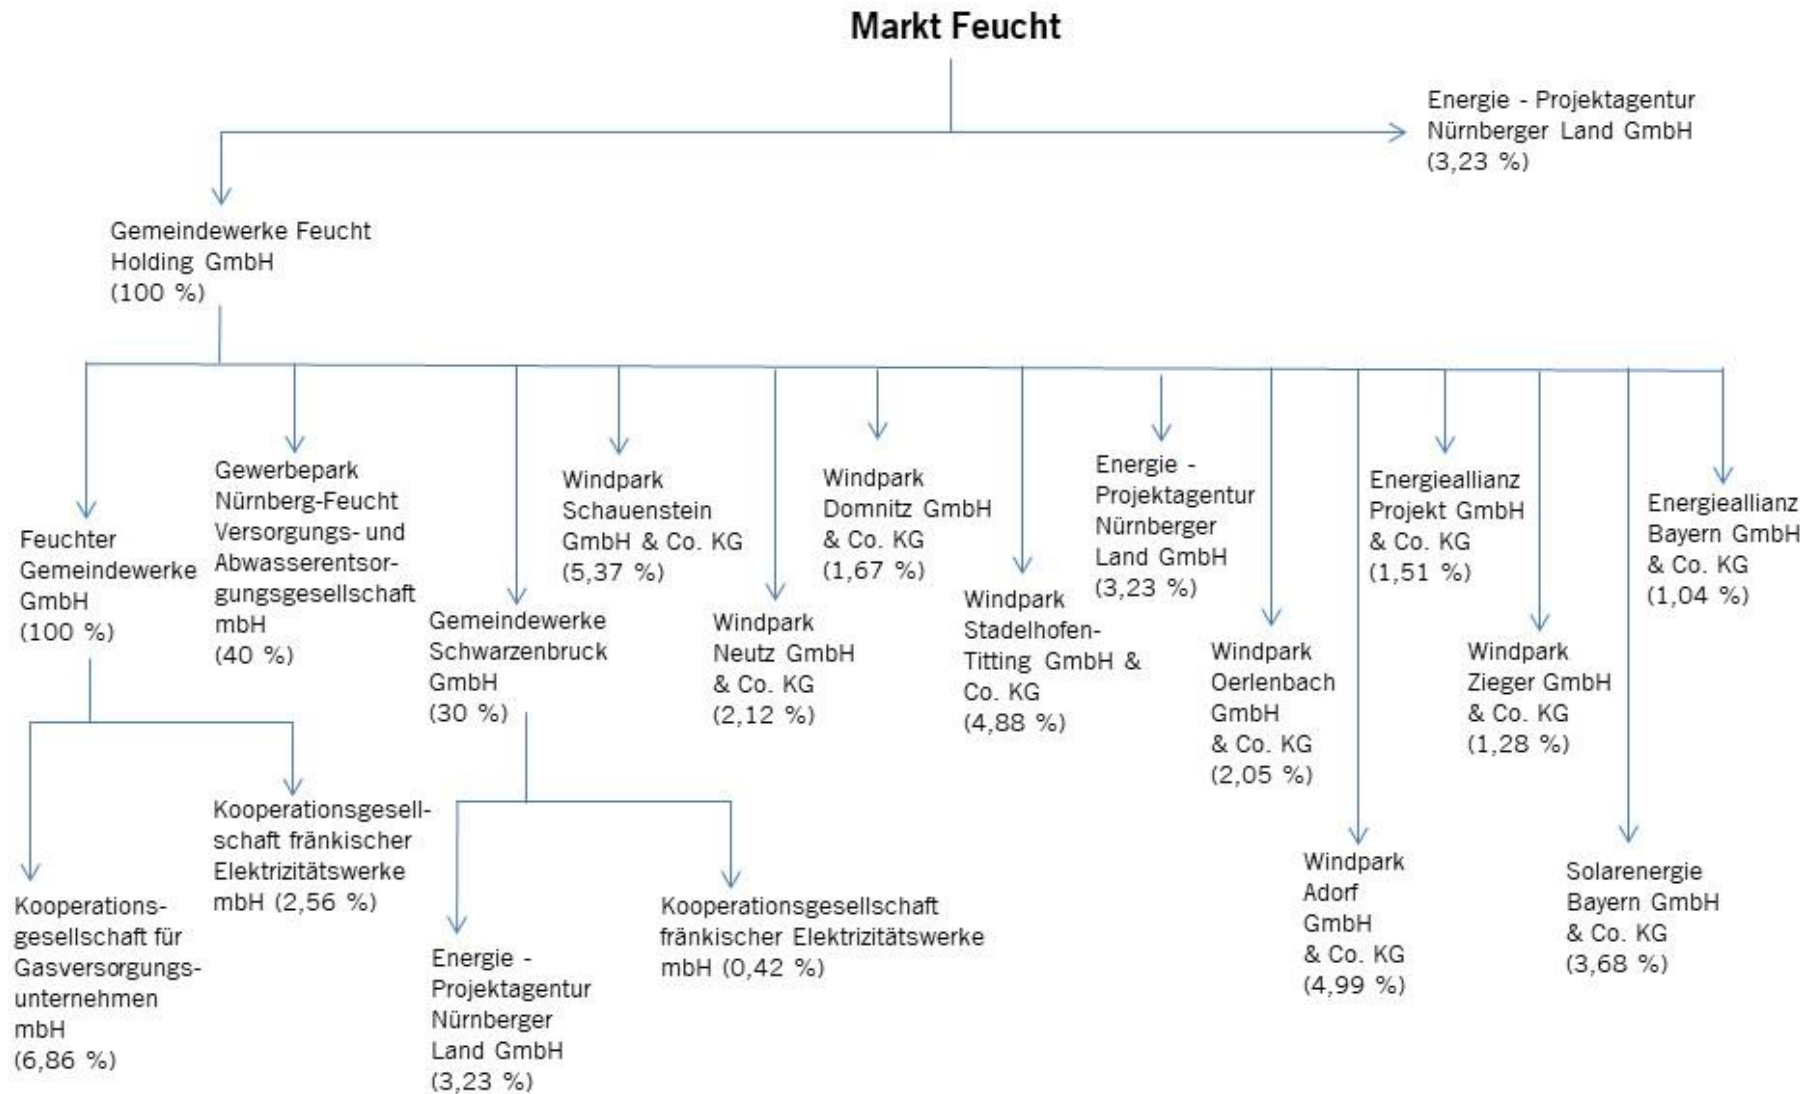 Markt Feucht
Energie - Projektagentur
Nürnberger Land GmbH
(3,23 %)
Gemeindewerke Feucht
Holding GmbH
(100 %)
Feuchter
Gemeindewerke
GmbH
(100 %)
Gewerbepark
Nürnberg-Feucht
Versorgungs- und
Abwasserentsor-
gungsgesellschaft
mbH
(40 %)
Gemeindewerke
Schwarzenbruck
GmbH
(30 %)
Windpark
Schauenstein
GmbH & Co. KG
(5,37 %)
Windpark
Neutz GmbH
& Co. KG
(2,12 %)
Windpark
Domnitz GmbH
& Co. KG
(1,67 %)
Windpark
Stadelhofen-
Titting GmbH &
Co. KG
(4,88 %)
Energie -
Projektagentur
Nürnberger
Land GmbH
(3,23 %)
Windpark
Oerlenbach
GmbH
& Co. KG
(2,05 %)
Windpark
Adorf
GmbH
& Co. KG
(4,99 %)
Energieallianz
Projekt GmbH
& Co. KG
(1,51 %)
Windpark
Zieger GmbH
& Co. KG
(1,28 %)
Solarenergie
Bayern GmbH
& Co. KG
(3,68 %)
Energieallianz
Bayern GmbH
& Co. KG
(1,04 %)
Kooperations-
gesellschaft für
Gasversorgungs-
unternehmen
mbH
(6,86 %)
Kooperationsgesell-
schaft fränkischer
Elektrizitätswerke
mbH (2,56 %)
Energie -
Projektagentur
Nürnberger
Land GmbH
(3,23 %)
Kooperationsgesellschaft
fränkischer Elektrizitätswerke
mbH (0,42 %)